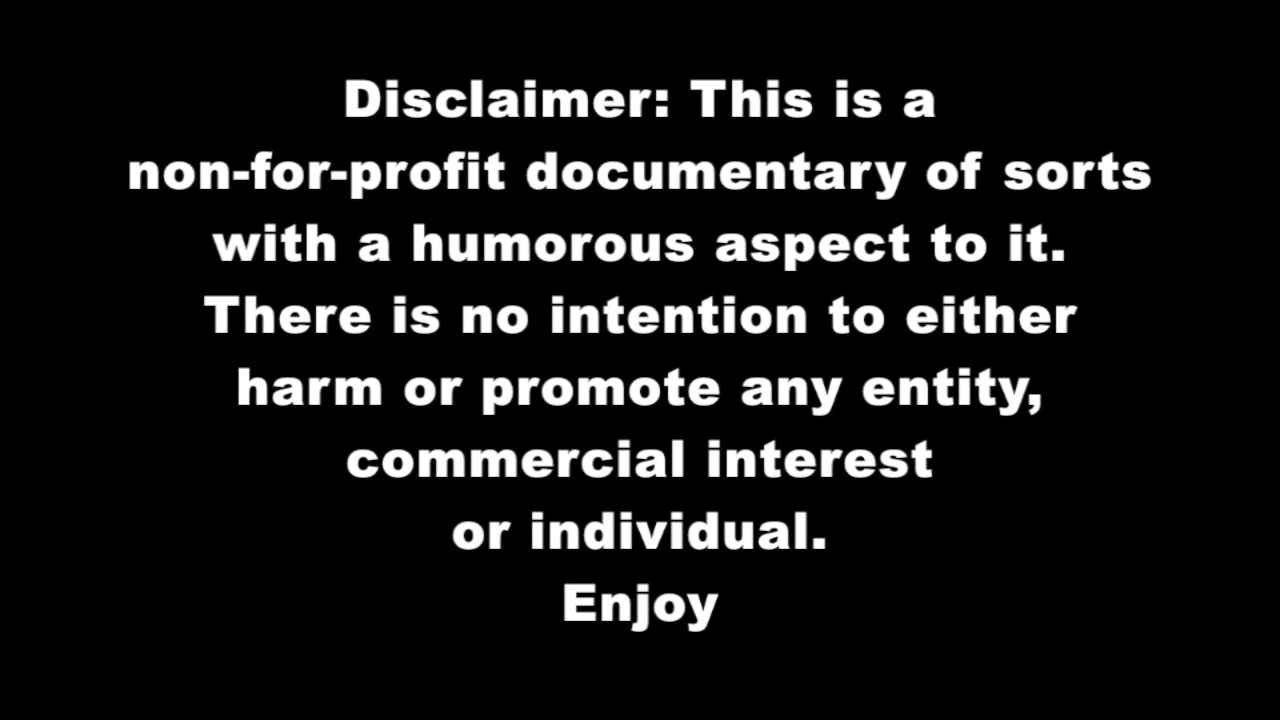 Disclaimer: This is a
non-for-profit documentary of sorts
with a humorous aspect to it.
There is no intention to either
harm or promote any entity,
commercial interest
or individual.
Enjoy